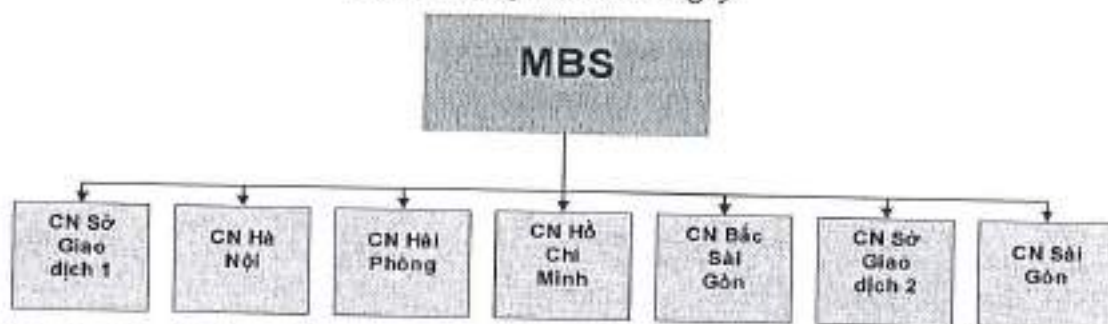 MBS
CN Sở
Giao
dịch 1
CN Hà
Nội
CN Hải
Phòng
CN Hồ
Chí
Minh
CN Bắc
Sài
Gòn
CN Sở
Giao
dịch 2
CN Sài
Gòn